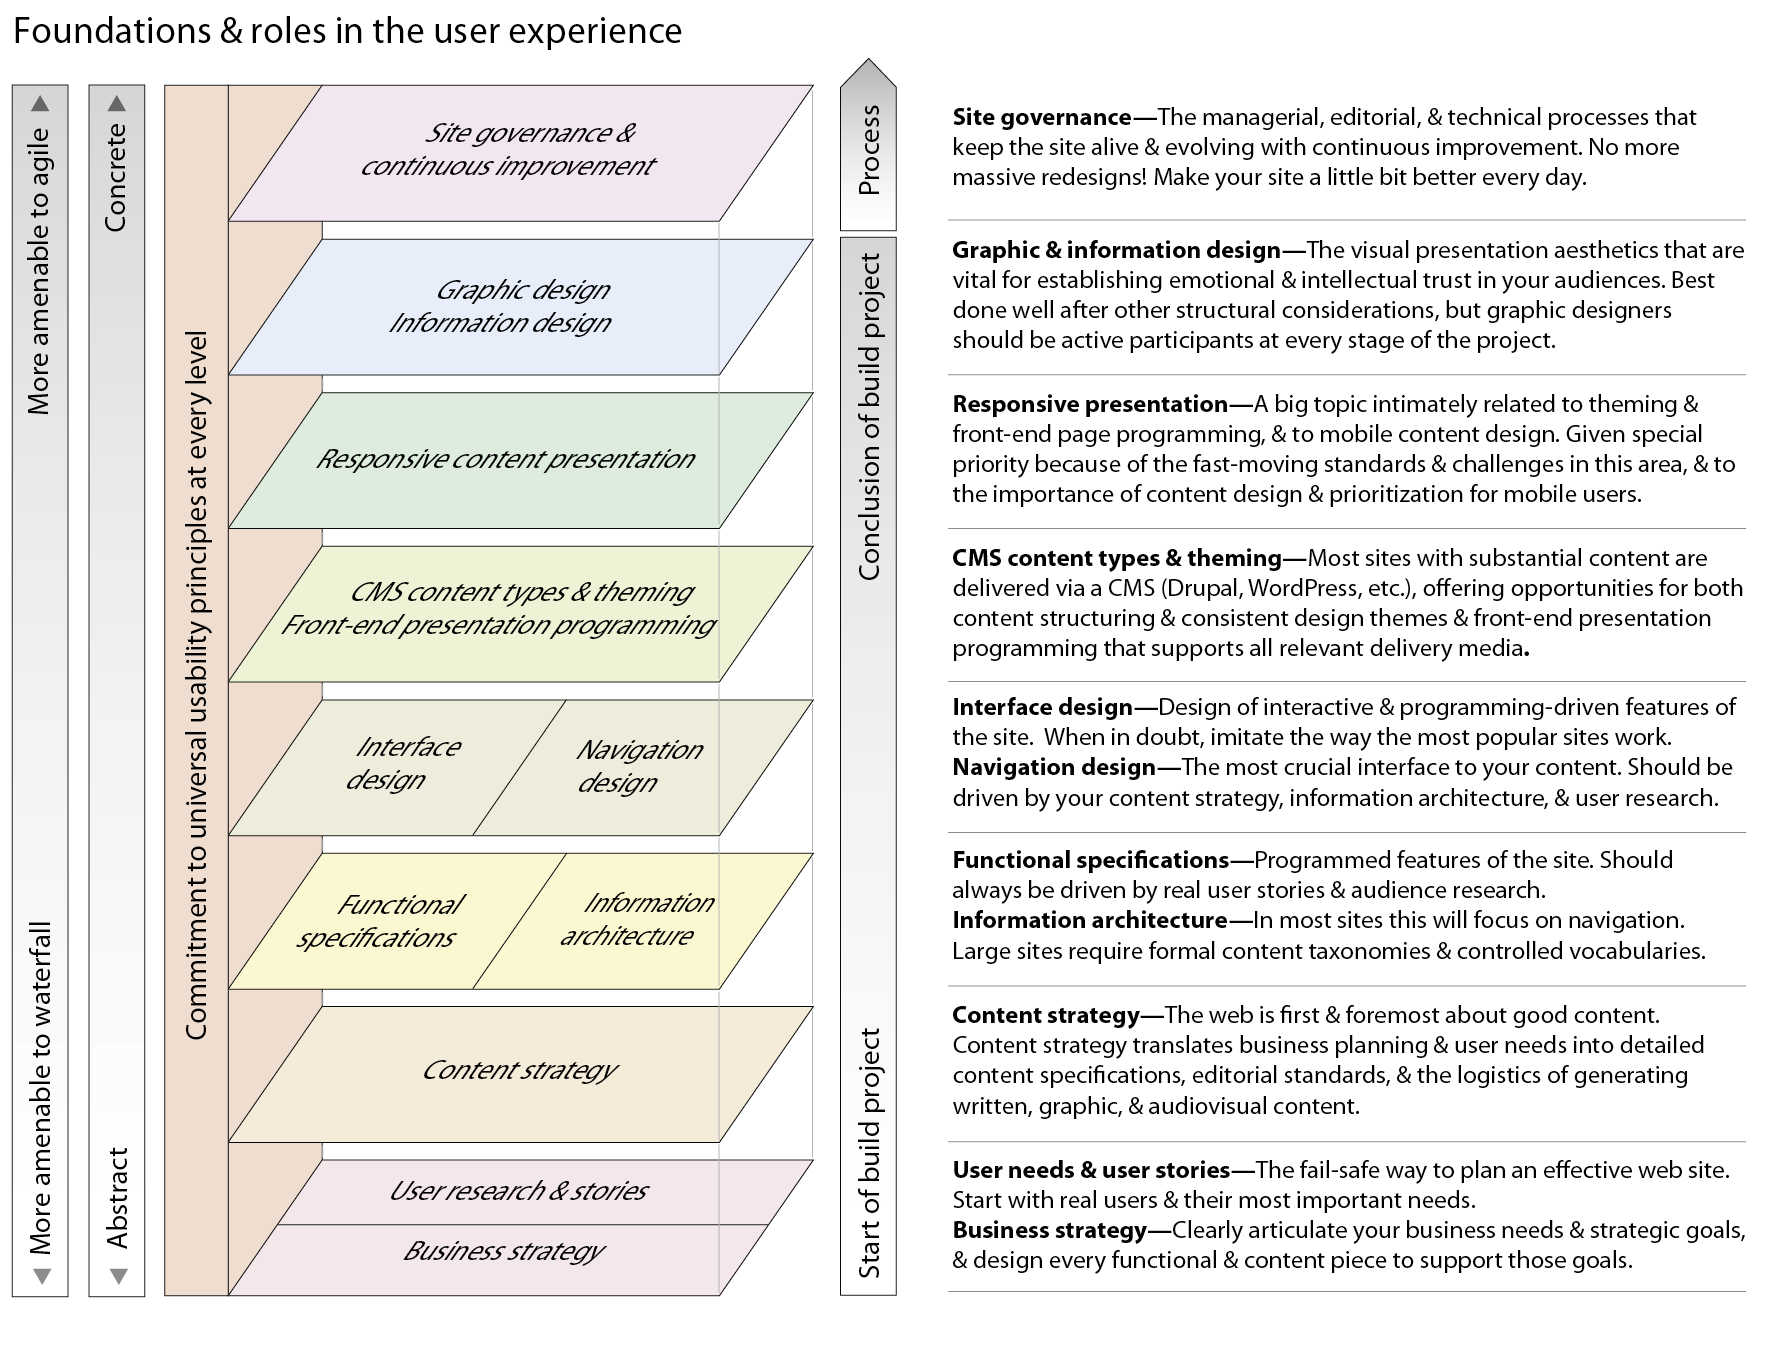 Foundations & roles in the user experience
More amenable to agile
More amenable to waterfall
Concrete
Abstract
Commitment to universal usability principles at every level
Site governance &
continuous improvement
Graphic design
Information design
Responsive content presentation
CMS content types & theming
Front-end presentation programming
Interface
design
Navigation
design
Functional
specifications
Information
architecture
Content strategy
User research & stories
Business strategy
Process
Conclusion of build project
Start of build project
Site governance—The managerial, editorial, & technical processes that
keep the site alive & evolving with continuous improvement. No more
massive redesigns! Make your site a little bit better every day.
Graphic & information design—The visual presentation aesthetics that are
vital for establishing emotional & intellectual trust in your audiences. Best
done well after other structural considerations, but graphic designers
should be active participants at every stage of the project.
Responsive presentation—A big topic intimately related to theming &
front-end page programming, & to mobile content design. Given special
priority because of the fast-moving standards & challenges in this area, & to
the importance of content design & prioritization for mobile users.
CMS content types & theming—Most sites with substantial content are
delivered via a CMS (Drupal, WordPress, etc.), offering opportunities for both
content structuring & consistent design themes & front-end presentation
programming that supports all relevant delivery media.
Interface design—Design of interactive & programming-driven features of
the site.  When in doubt, imitate the way the most popular sites work.
Navigation design—The most crucial interface to your content. Should be
driven by your content strategy, information architecture, & user research.
Functional specifications—Programmed features of the site. Should
always be driven by real user stories & audience research.
Information architecture—In most sites this will focus on navigation.
Large sites require formal content taxonomies & controlled vocabularies.
Content strategy—The web is first & foremost about good content.
Content strategy translates business planning & user needs into detailed
content specifications, editorial standards, & the logistics of generating
written, graphic, & audiovisual content.
User needs & user stories—The fail-safe way to plan an effective web site.
Start with real users & their most important needs.
Business strategy—Clearly articulate your business needs & strategic goals,
& design every functional & content piece to support those goals.